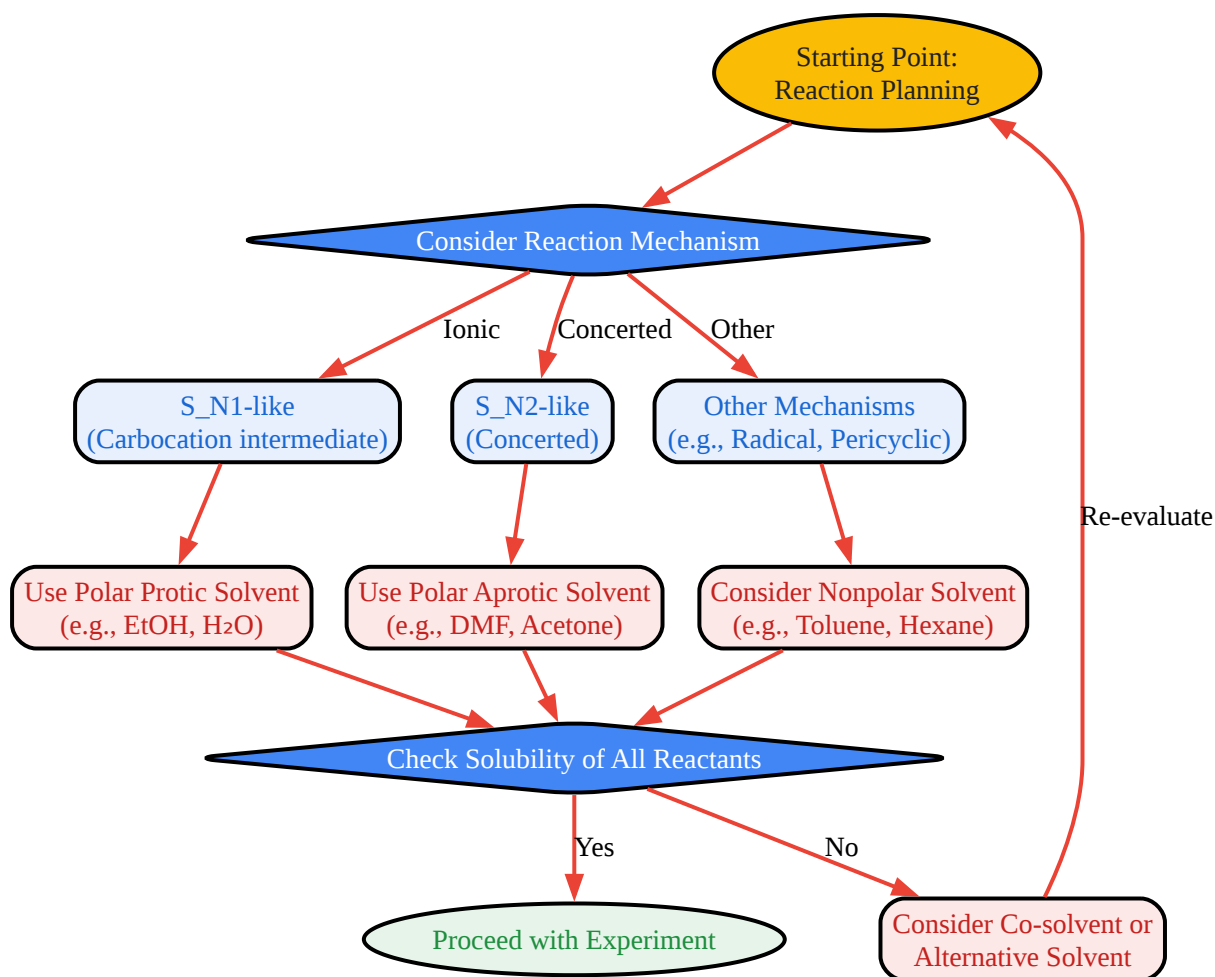 Starting Point:
Reaction Planning
Consider Reaction Mechanism
Ionic
Concerted
Other
S_N1-like
(Carbocation intermediate)
S_N2-like
(Concerted)
Other Mechanisms
(e.g., Radical, Pericyclic)
Re-evaluate
Use Polar Protic Solvent
(e.g., EtOH, H₂O)
Use Polar Aprotic Solvent
(e.g., DMF, Acetone)
Consider Nonpolar Solvent
(e.g., Toluene, Hexane)
Check Solubility of All Reactants
Yes
No
Proceed with Experiment
Consider Co-solvent or
Alternative Solvent